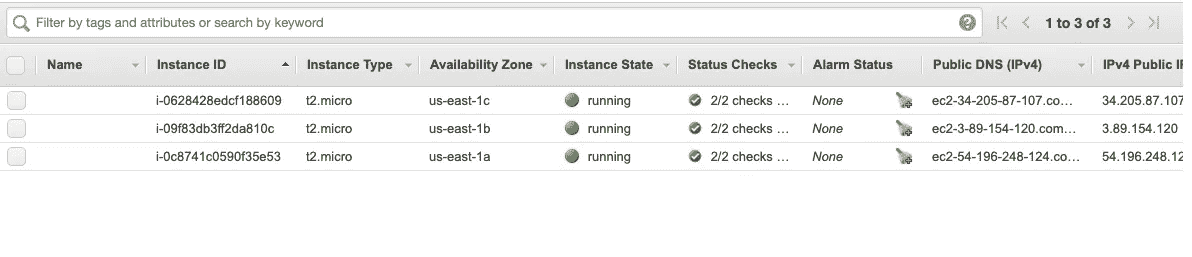 Filter by tags and attributes or search by keyword 1 to 3 of 3
Name Instance ID Instance Type Availability Zone Instance State Status Checks Alarm Status Public DNS (IPv4) IPv4 Public IP
i-0628428edcf188609 t2.micro us-east-1c running 2/2 checks ... None ec2-34-205-87-107.co... 34.205.87.107
i-09f83db3ff2da810c t2.micro us-east-1b running 2/2 checks ... None ec2-3-89-154-120.com... 3.89.154.120
i-0c8741c0590f35e53 t2.micro us-east-1a running 2/2 checks ... None ec2-54-196-248-124.co... 54.196.248.12